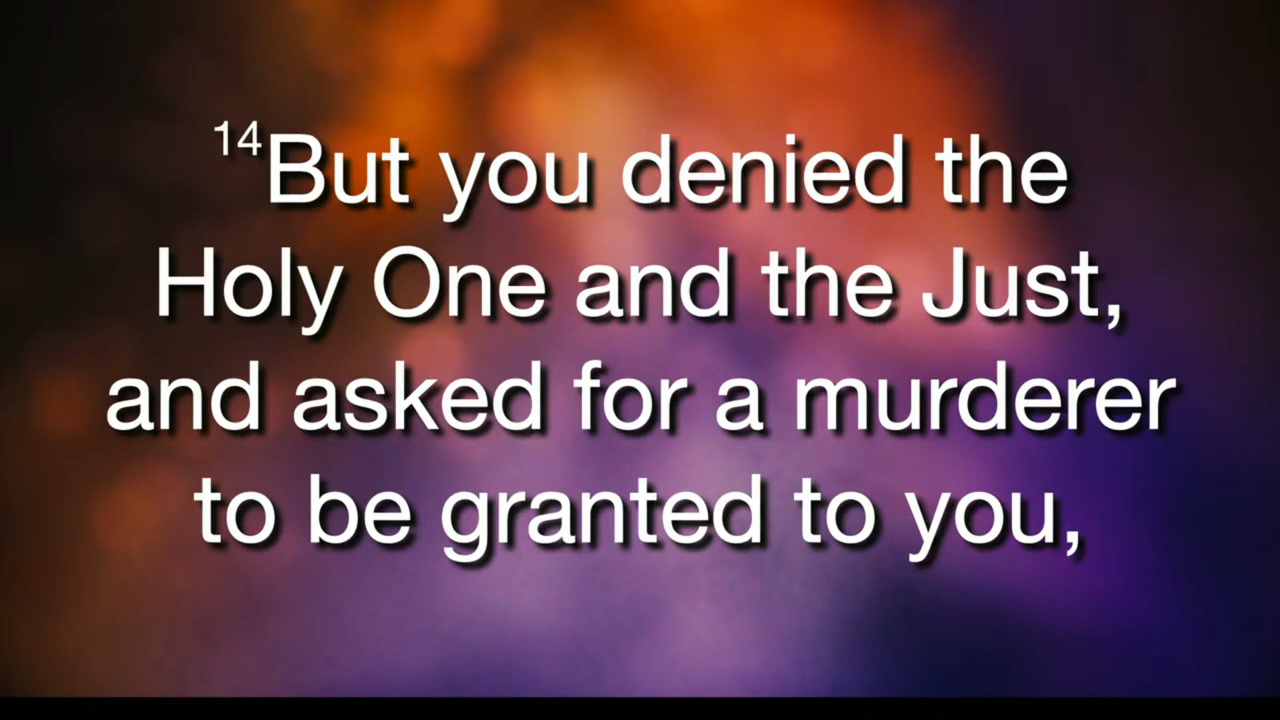 14But you denied the
Holy One and the Just,
and asked for a murderer
to be granted to you,